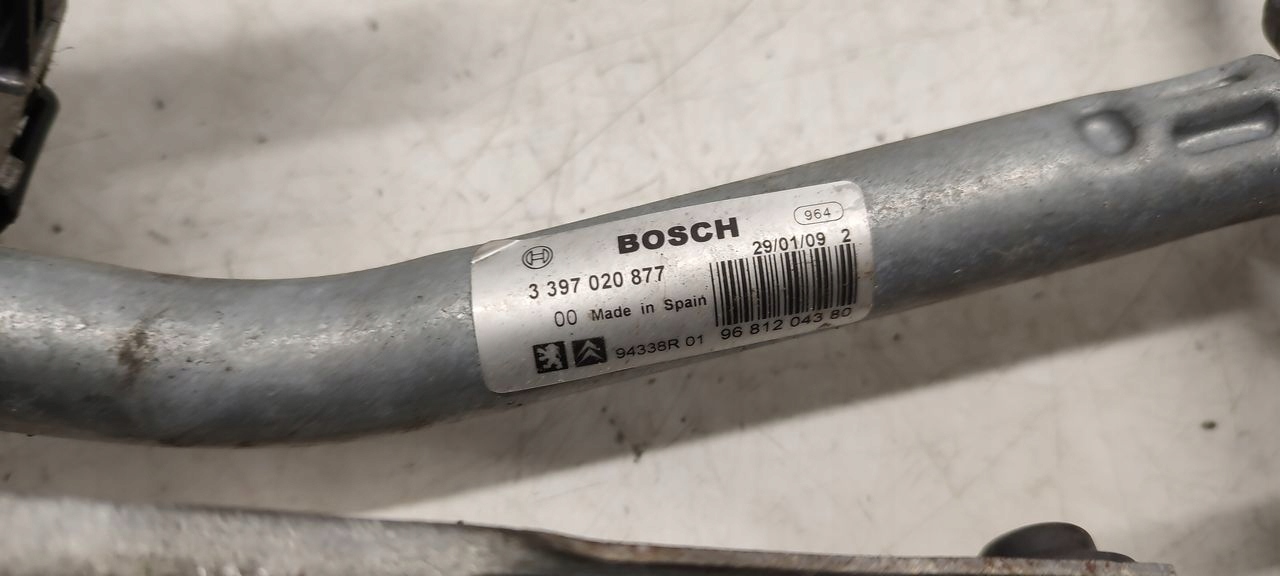 BOSCH 964
29/01/09 2
3 397 020 877
00 Made in Spain
94338R 01 96 812 043 80